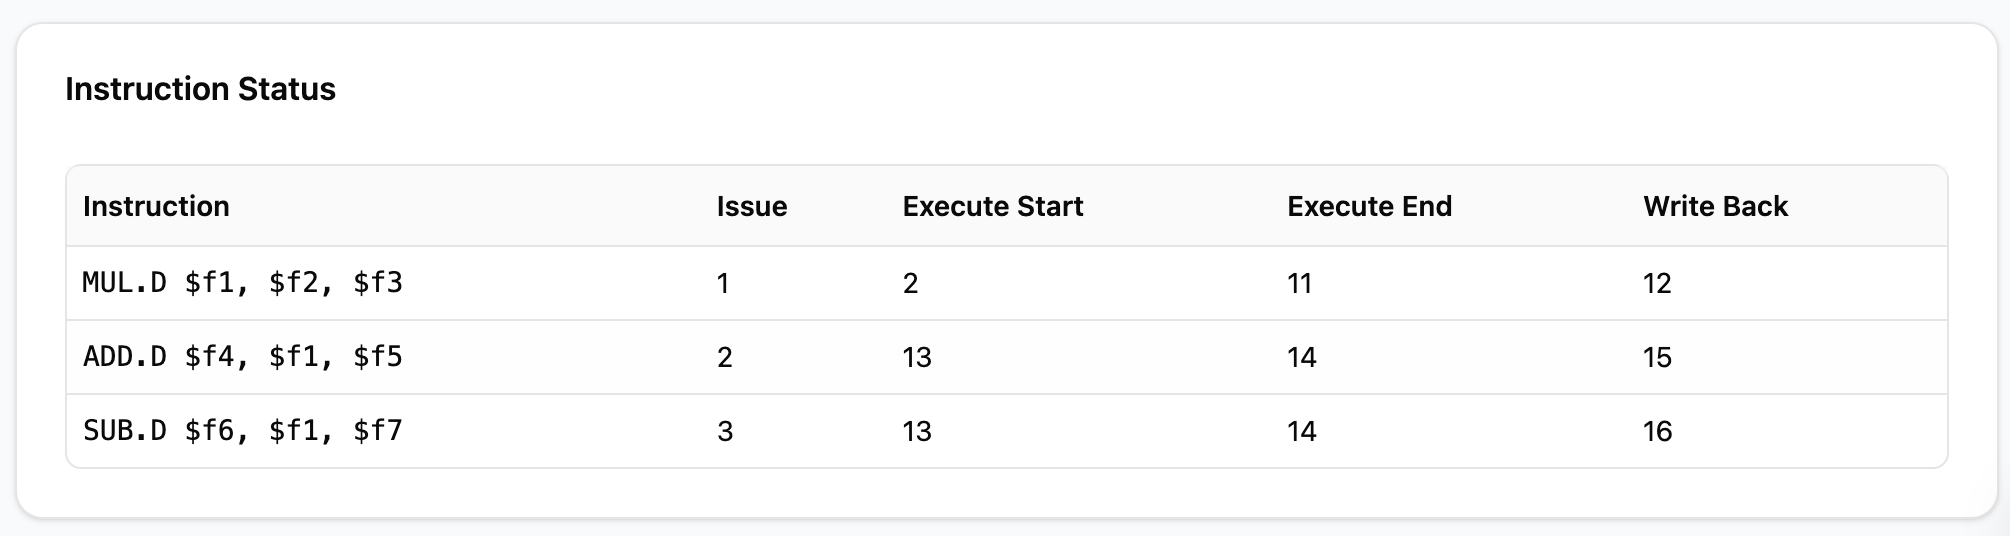 Instruction Status
Instruction Issue Execute Start Execute End Write Back
MUL.D $f1, $f2, $f3 1 2 11 12
ADD.D $f4, $f1, $f5 2 13 14 15
SUB.D $f6, $f1, $f7 3 13 14 16